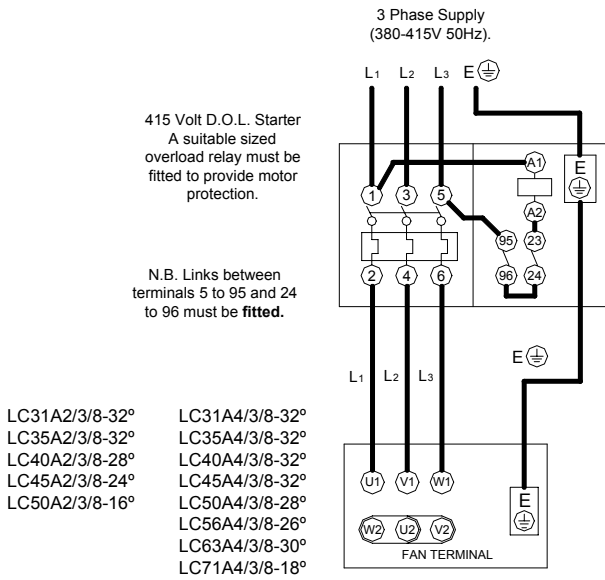 3 Phase Supply
(380-415V 50Hz).
L1 L2 L3 E
415 Volt D.O.L. Starter
A suitable sized
overload relay must be
fitted to provide motor
protection.
A1
E
1 3 5
A2
95 23
2 4 6 96 24
N.B. Links between
terminals 5 to 95 and 24
to 96 must be fitted.
E
L1 L2 L3
LC31A2/3/8-32º
LC35A2/3/8-32º
LC40A2/3/8-28º
LC45A2/3/8-24º
LC50A2/3/8-16º
LC31A4/3/8-32º
LC35A4/3/8-32º
LC40A4/3/8-32º
LC45A4/3/8-32º
LC50A4/3/8-28º
LC56A4/3/8-26º
LC63A4/3/8-30º
LC71A4/3/8-18º
U1 V1 W1
E
W2 U2 V2
FAN TERMINAL